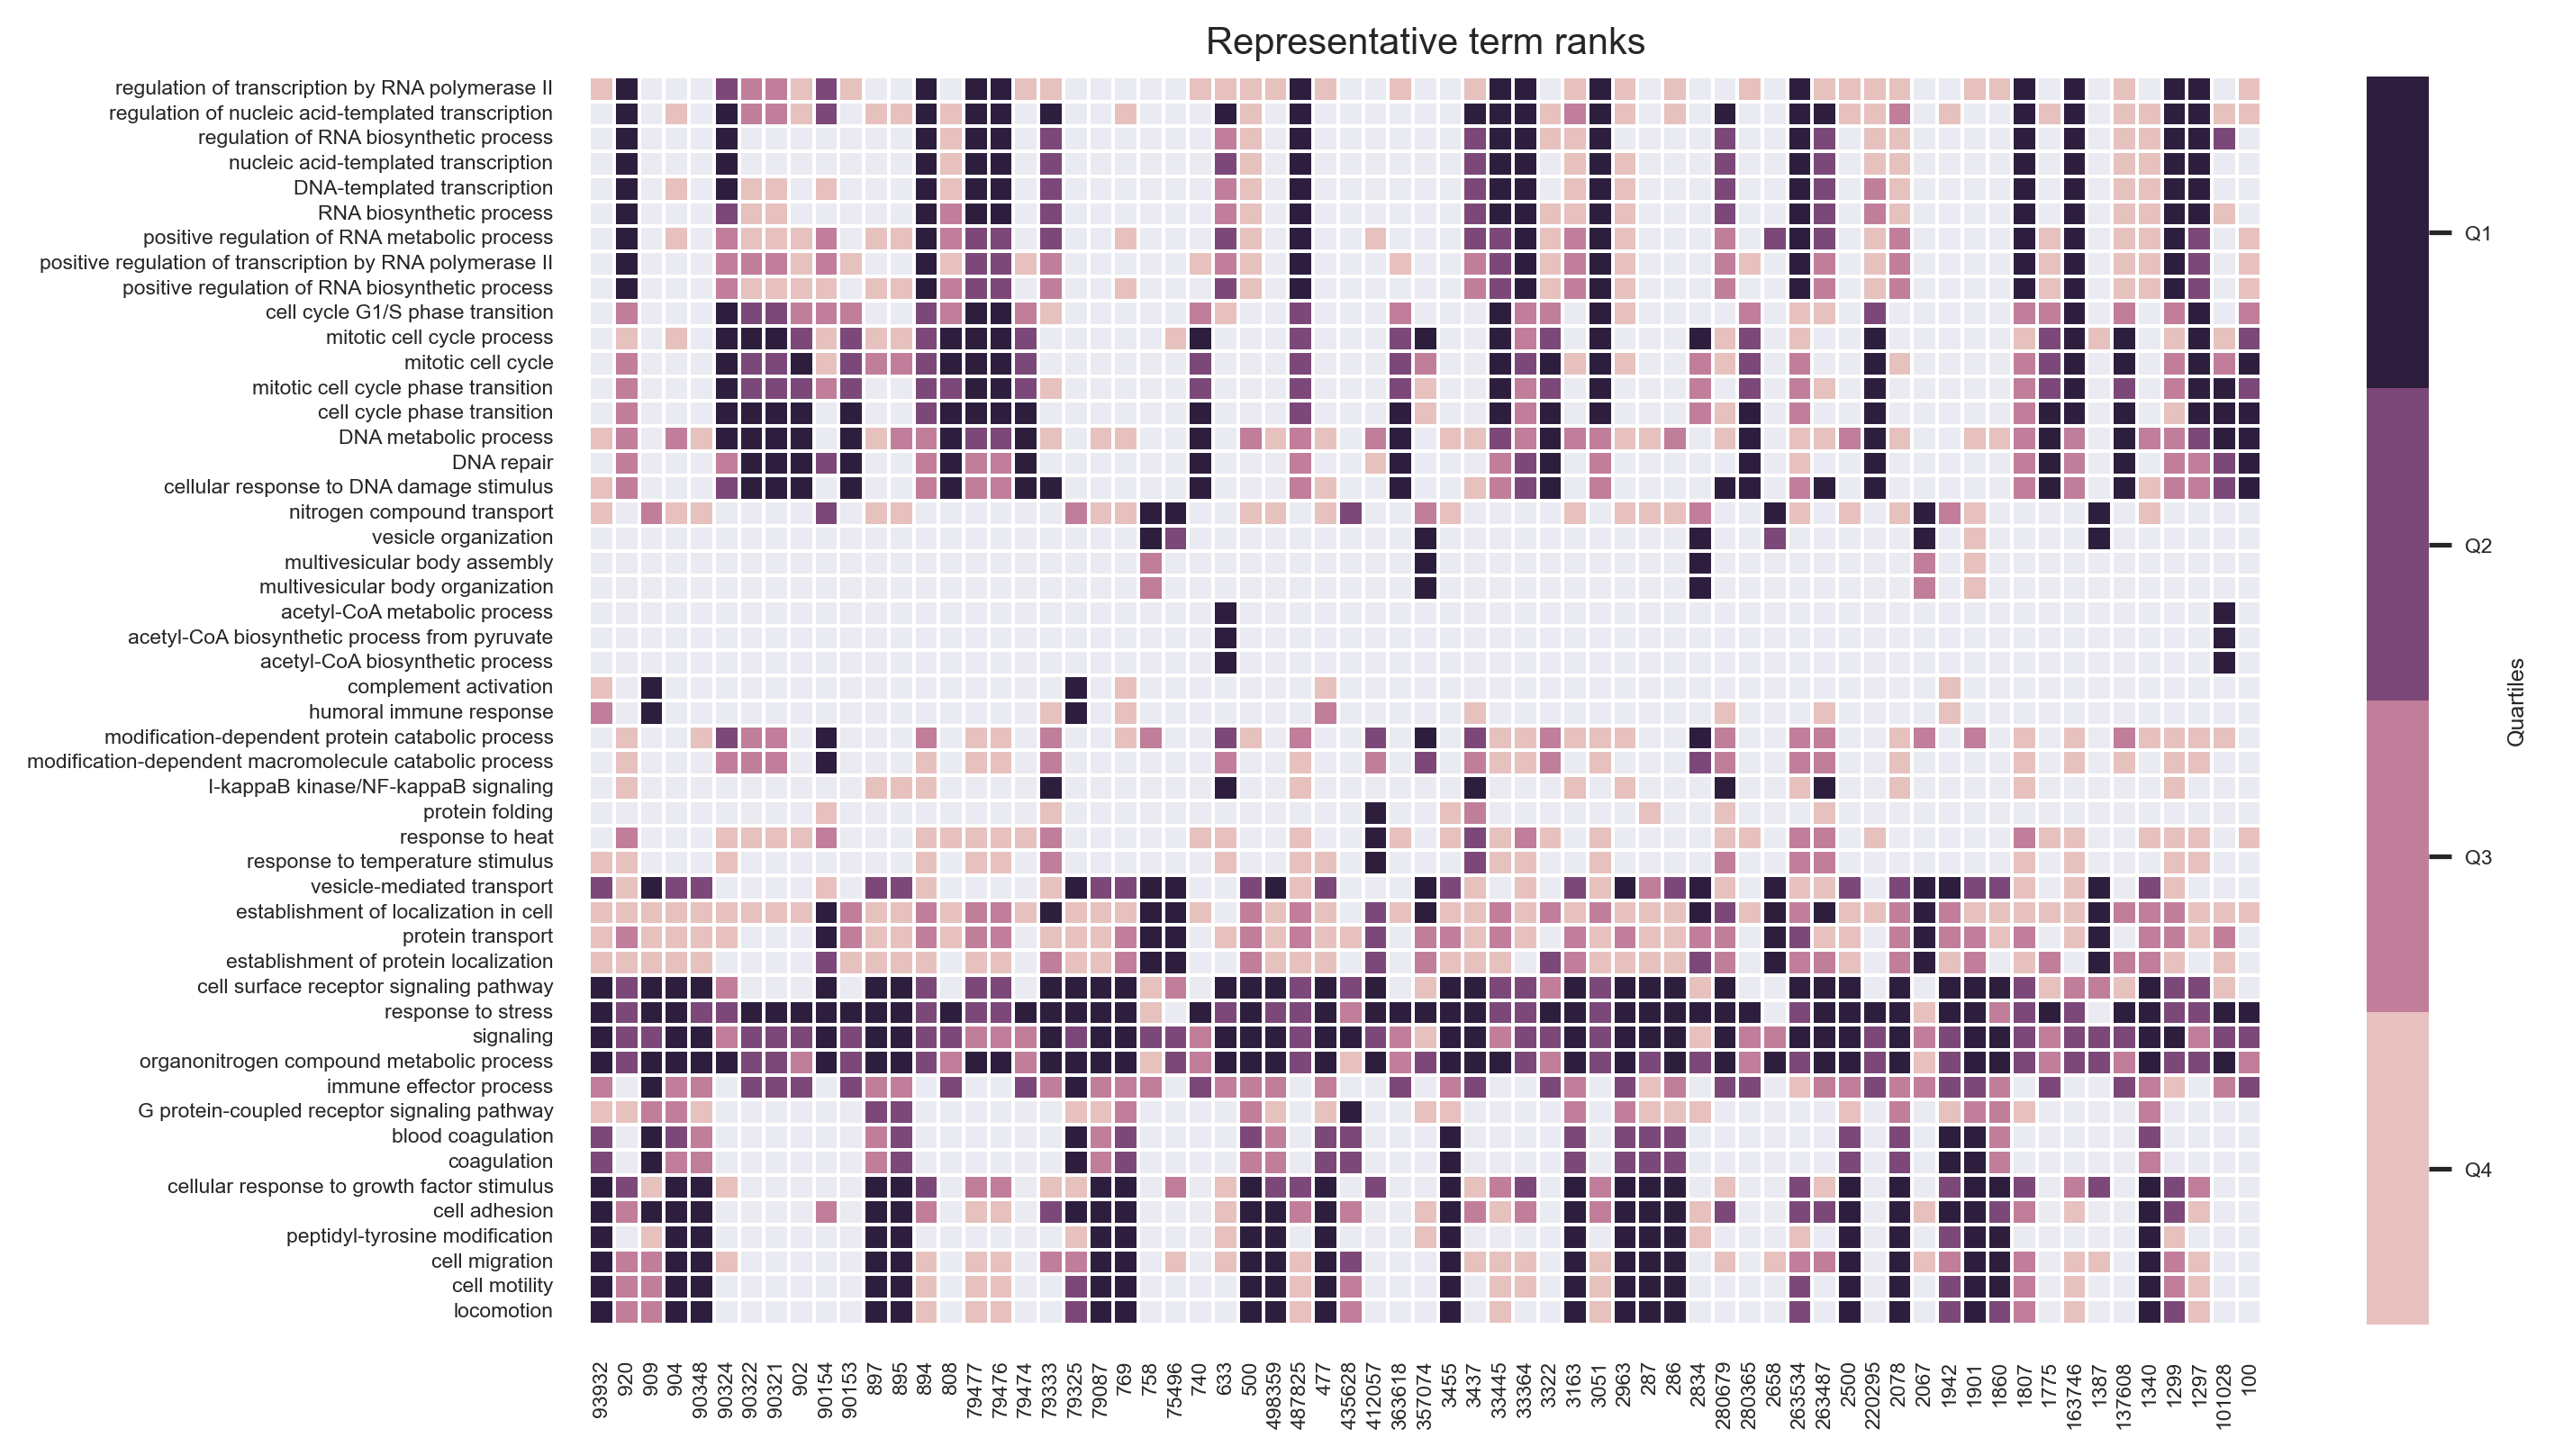 Representative term ranks
regulation of transcription by RNA polymerase II
regulation of nucleic acid-templated transcription
regulation of RNA biosynthetic process
nucleic acid-templated transcription
DNA-templated transcription
RNA biosynthetic process
positive regulation of RNA metabolic process
positive regulation of transcription by RNA polymerase II
positive regulation of RNA biosynthetic process
cell cycle G1/S phase transition
mitotic cell cycle process
mitotic cell cycle
mitotic cell cycle phase transition
cell cycle phase transition
DNA metabolic process
DNA repair
cellular response to DNA damage stimulus
nitrogen compound transport
vesicle organization
multivesicular body assembly
multivesicular body organization
acetyl-CoA metabolic process
acetyl-CoA biosynthetic process from pyruvate
acetyl-CoA biosynthetic process
complement activation
humoral immune response
modification-dependent protein catabolic process
modification-dependent macromolecule catabolic process
I-kappaB kinase/NF-kappaB signaling
protein folding
response to heat
response to temperature stimulus
vesicle-mediated transport
establishment of localization in cell
protein transport
establishment of protein localization
cell surface receptor signaling pathway
response to stress
signaling
organonitrogen compound metabolic process
immune effector process
G protein-coupled receptor signaling pathway
blood coagulation
coagulation
cellular response to growth factor stimulus
cell adhesion
peptidyl-tyrosine modification
cell migration
cell motility
locomotion
93932
920
909
904
90348
90324
90322
90321
902
90154
90153
897
895
894
808
79477
79476
79474
79333
79325
79087
769
758
75496
740
633
500
498359
487825
477
435628
412057
363618
357074
3455
3437
33445
33364
3322
3163
3051
2963
287
286
2834
280679
280365
2658
263534
263487
2500
220295
2078
2067
1942
1901
1860
1807
1775
163746
1387
137608
1340
1299
1297
101028
100
Q1
Q2
Q3
Q4
Quartiles